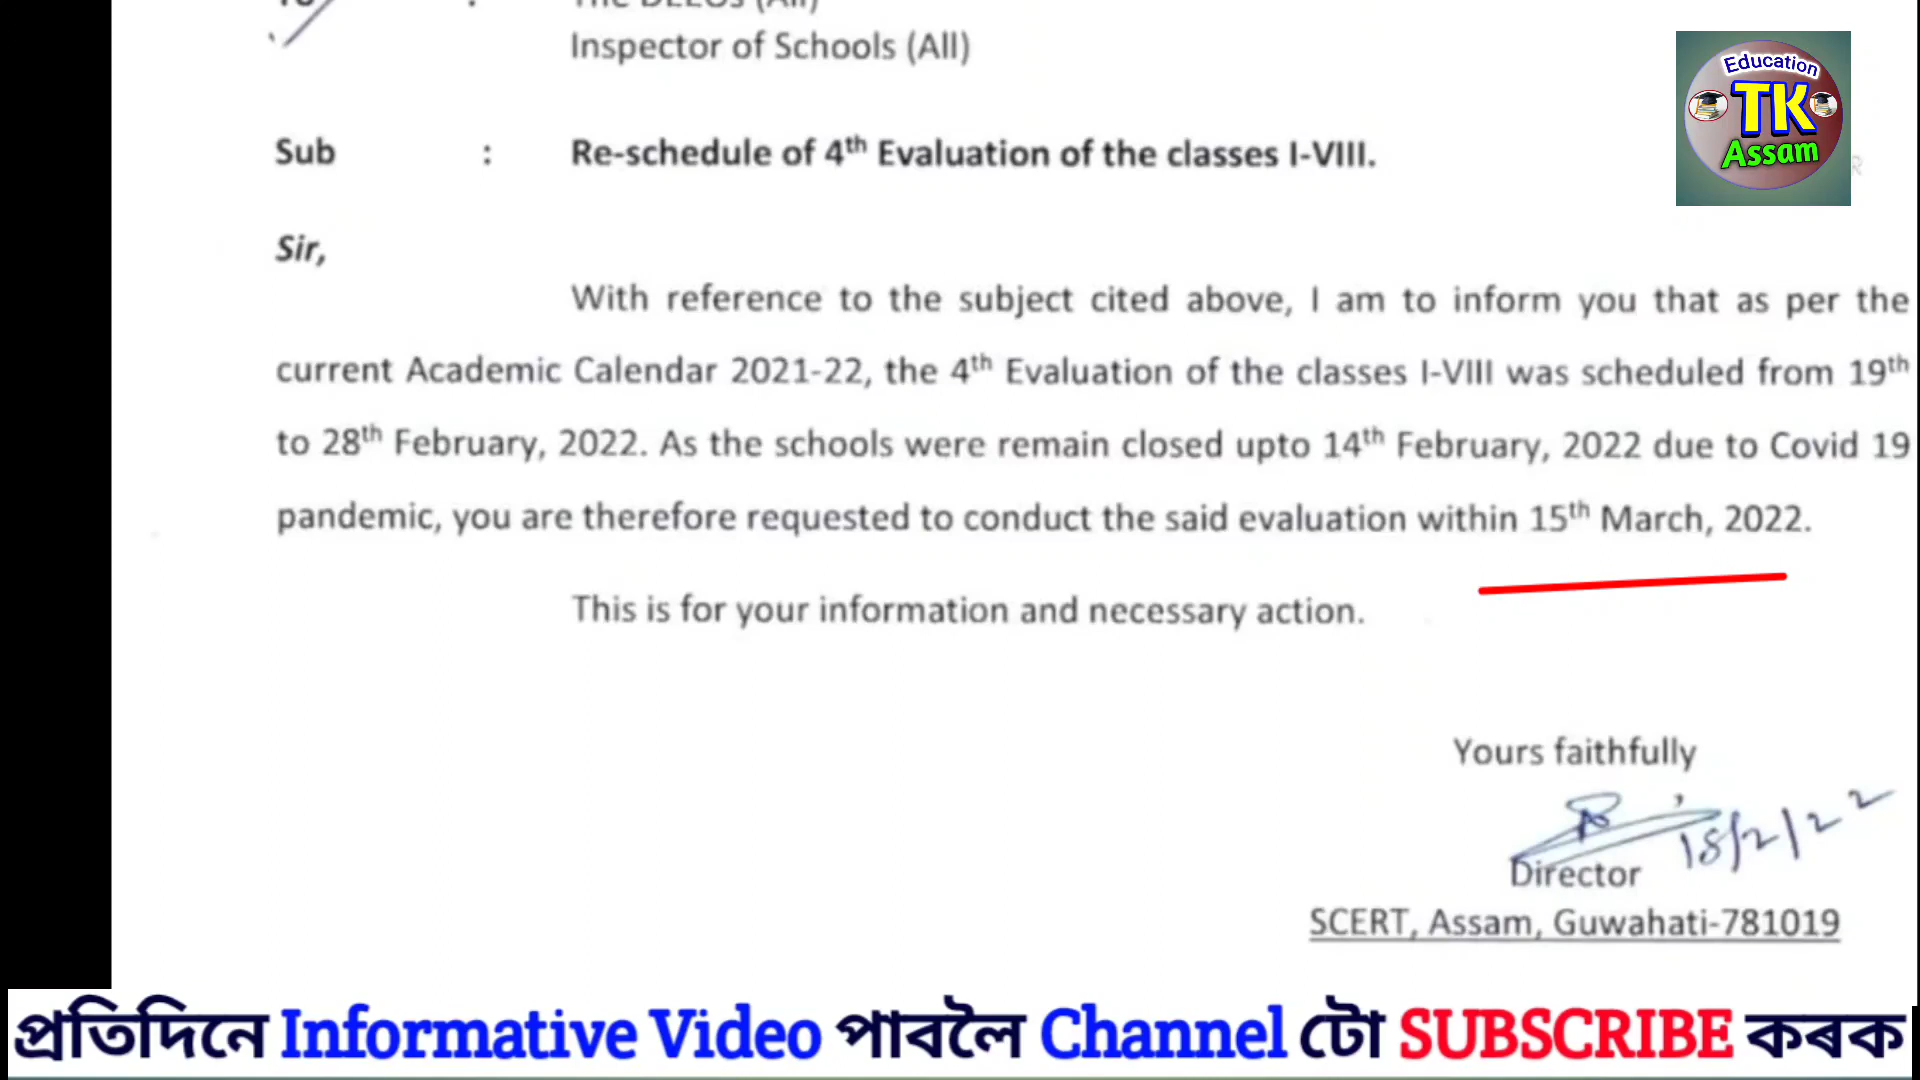 To : The DEEOs (All)
Inspector of Schools (All)
Education
TK
Assam
Sub : Re-schedule of 4th Evaluation of the classes I-VIII.
Sir,
With reference to the subject cited above, I am to inform you that as per the
current Academic Calendar 2021-22, the 4th Evaluation of the classes I-VIII was scheduled from 19th
to 28th February, 2022. As the schools were remain closed upto 14th February, 2022 due to Covid 19
pandemic, you are therefore requested to conduct the said evaluation within 15th March, 2022.
This is for your information and necessary action.
Yours faithfully
18/2/22
Director
SCERT, Assam, Guwahati-781019
প্ৰতিদিনে Informative Video পাবলৈ Channel টো SUBSCRIBE কৰক